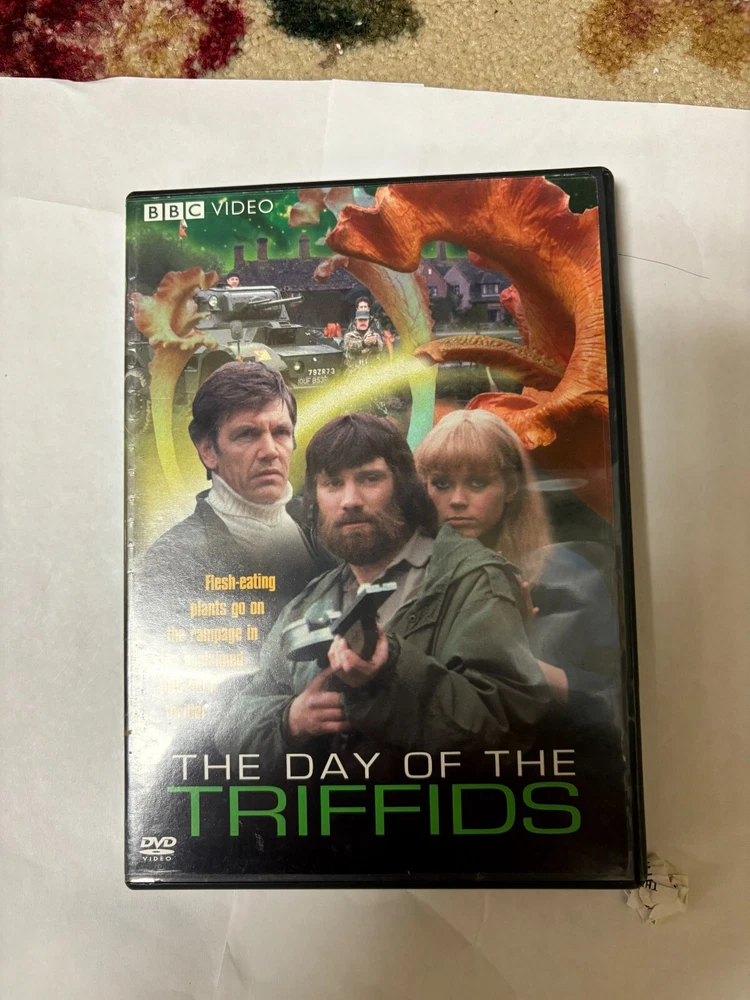 BBC VIDEO
79ZR73
Flesh-eating
plants go on
the rampage in
THE DAY OF THE
TRIFFIDS
DVD
VIDEO